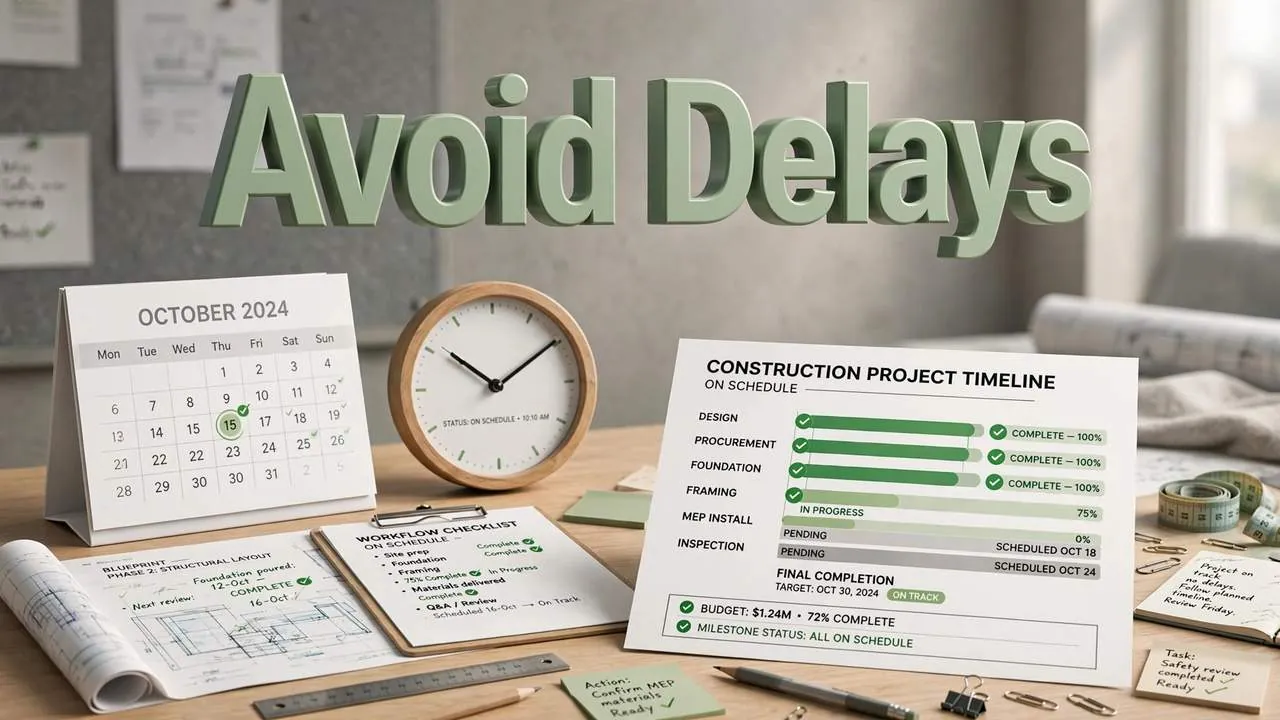 Avoid Delays
OCTOBER 2024
Mon Tue Wed Thu Fri Sat Sun
1 2 3 4
6 7 8 9 10 11 12
13 14 15 15 17 18 19
21 22 22 23 24 25 26
28 29 30 30 31
STATUS: ON SCHEDULE • 10:10 AM
CONSTRUCTION PROJECT TIMELINE
ON SCHEDULE
DESIGN COMPLETE — 100%
PROCUREMENT COMPLETE — 100%
FOUNDATION COMPLETE — 100%
FRAMING
IN PROGRESS 75%
MEP INSTALL
0%
PENDING SCHEDULED OCT 18
INSPECTION
PENDING SCHEDULED OCT 24
FINAL COMPLETION
TARGET: OCT 30, 2024 ON TRACK
BUDGET: $1.24M • 72% COMPLETE
MILESTONE STATUS: ALL ON SCHEDULE
WORKFLOW CHECKLIST
ON SCHEDULE —
• Site prep Complete
• Foundation Complete
• Framing
75% Complete In Progress
• Materials delivered
Complete
• Q&A / Review
Scheduled 16-Oct → On Track
BLUEPRINT —
PHASE 2: STRUCTURAL LAYOUT
Foundation poured:
12-Oct — COMPLETE
• Next review:
16-Oct
Action:
Confirm MEP
materials
Ready
Project on
track
no delays.
Follow planned
timeline.
Review Friday.
Task:
Safety review
completed
Ready